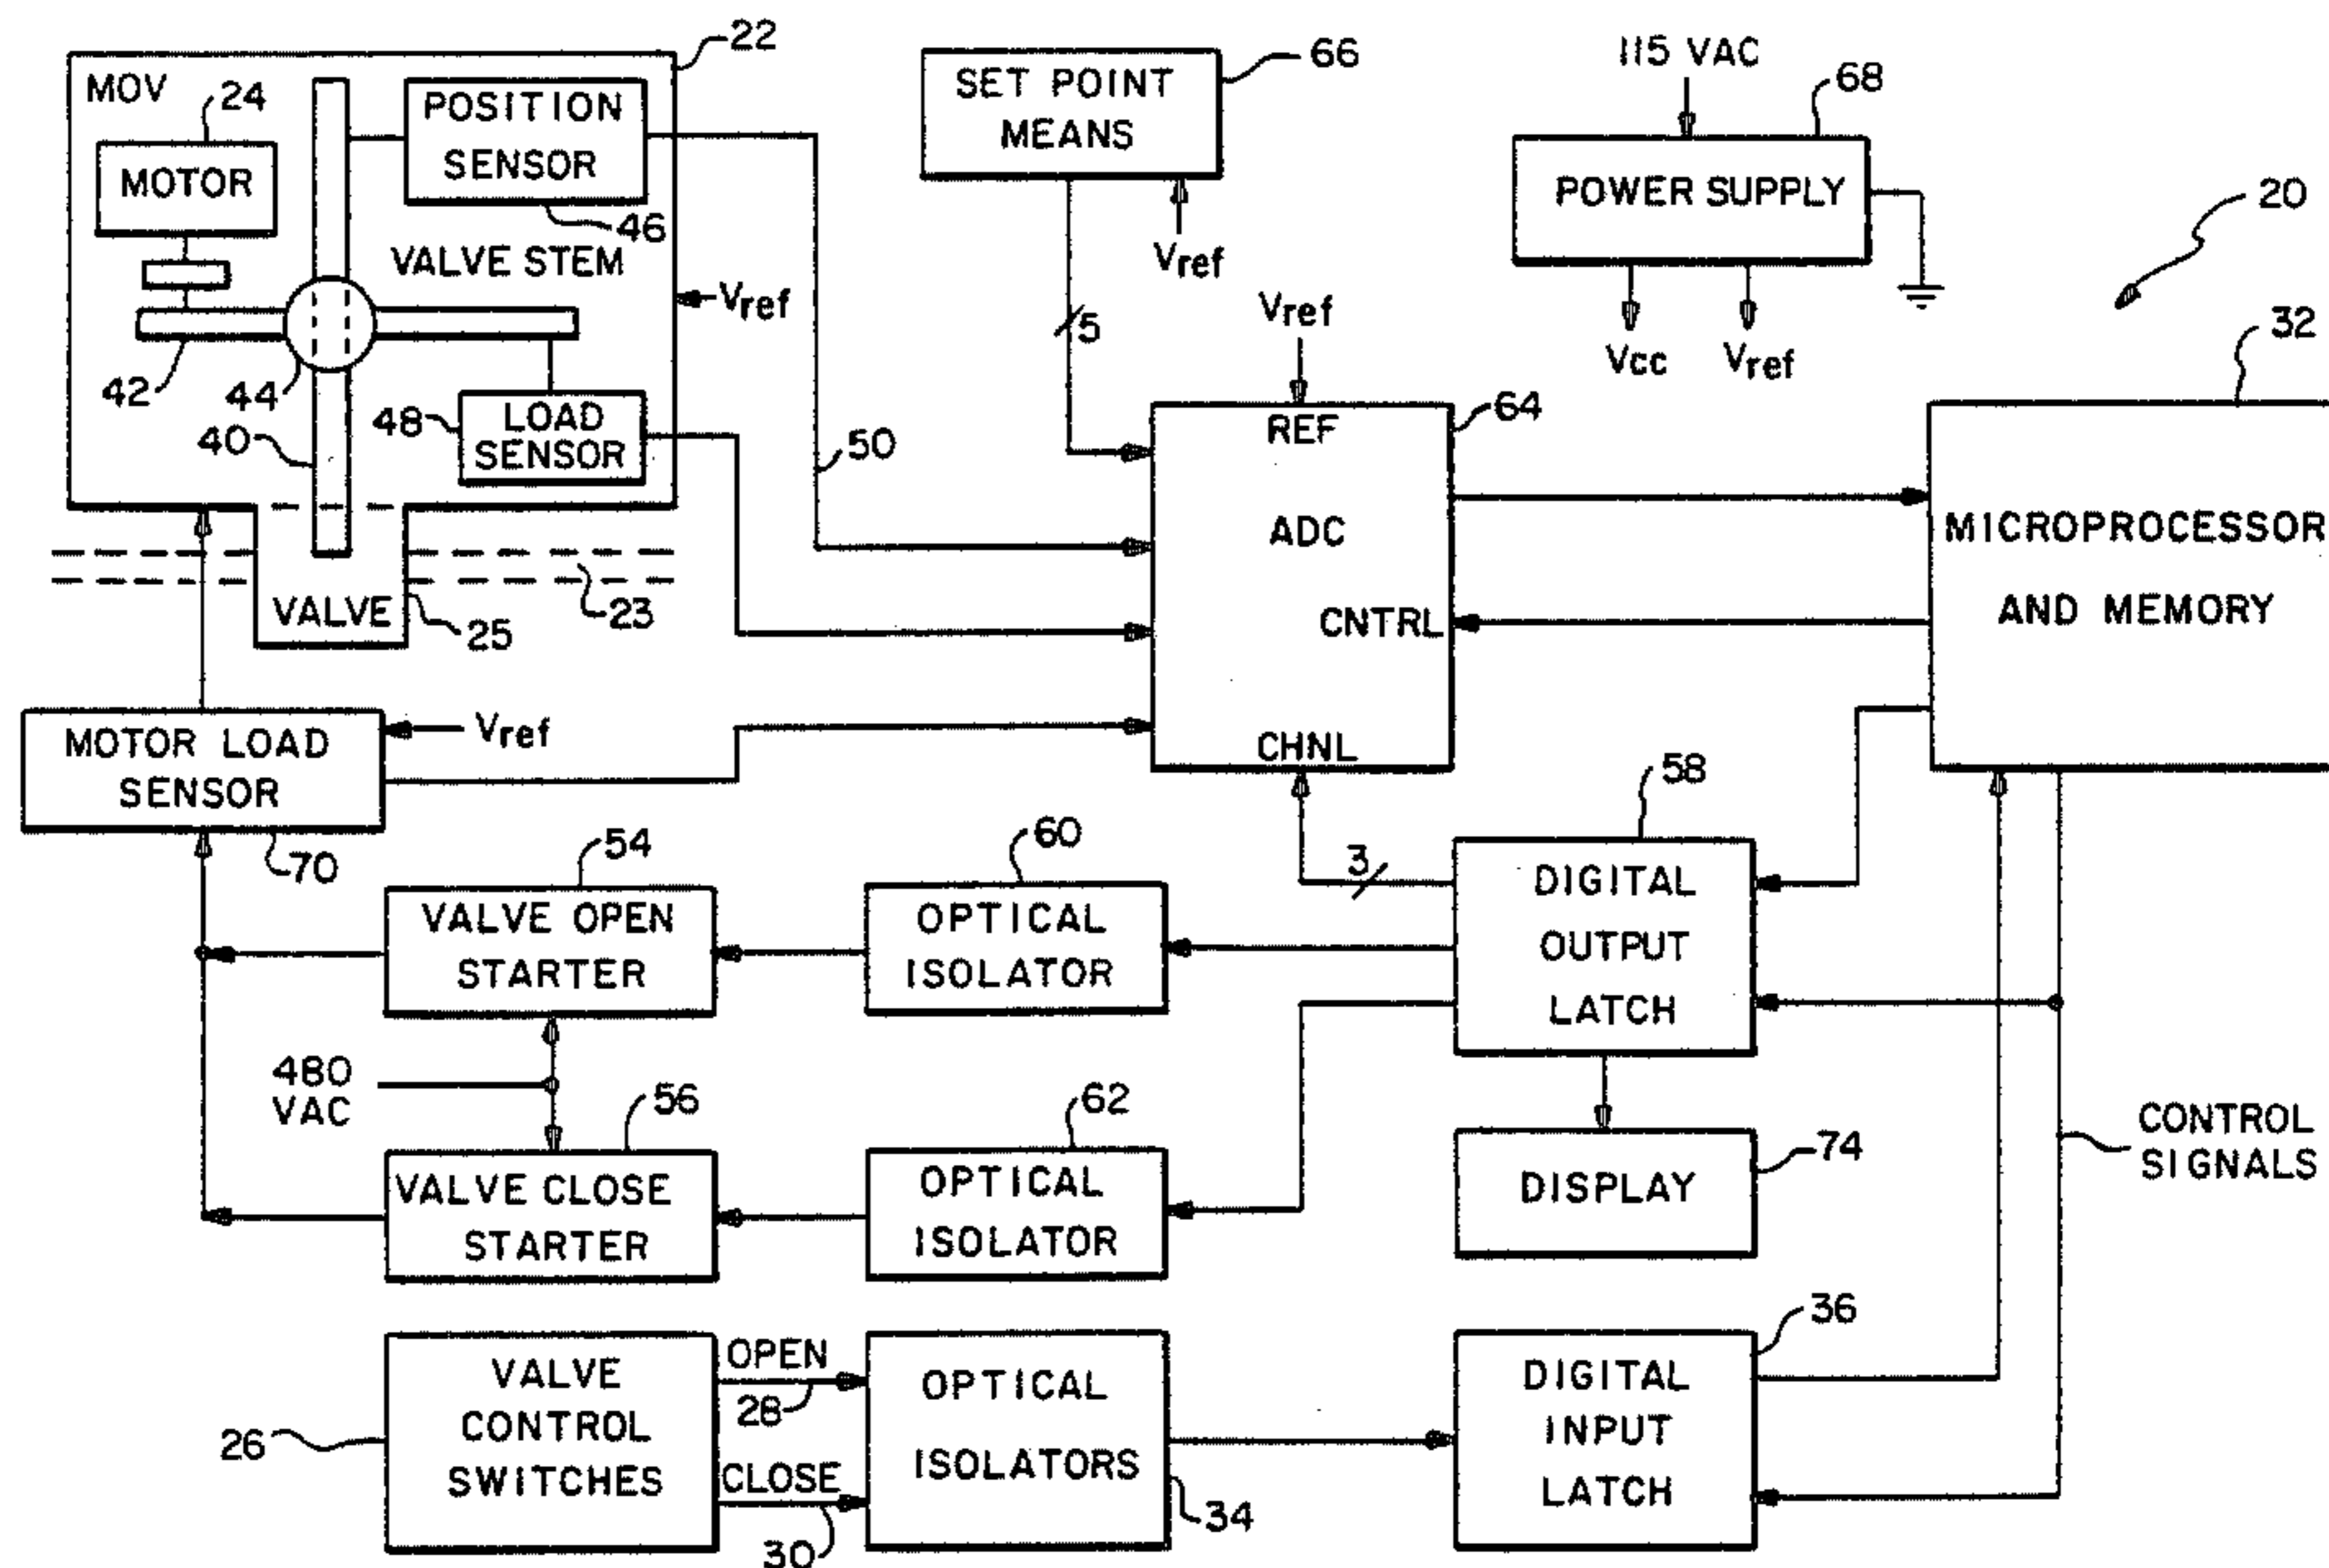 22
MOV
24
MOTOR
POSITION
SENSOR
46
VALVE STEM
Vref
42
44
40
48
LOAD
SENSOR
50
VALVE
25
23
SET POINT
MEANS
66
Vref
5
115 VAC
68
POWER SUPPLY
Vcc
Vref
20
Vref
REF
64
ADC
CNTRL
CHNL
32
MICROPROCESSOR
AND MEMORY
MOTOR LOAD
SENSOR
Vref
70
54
VALVE OPEN
STARTER
60
OPTICAL
ISOLATOR
3
58
DIGITAL
OUTPUT
LATCH
480
VAC
56
VALVE CLOSE
STARTER
62
OPTICAL
ISOLATOR
DISPLAY
74
CONTROL
SIGNALS
26
VALVE
CONTROL
SWITCHES
OPEN
28
CLOSE
30
OPTICAL
ISOLATORS
34
36
DIGITAL
INPUT
LATCH